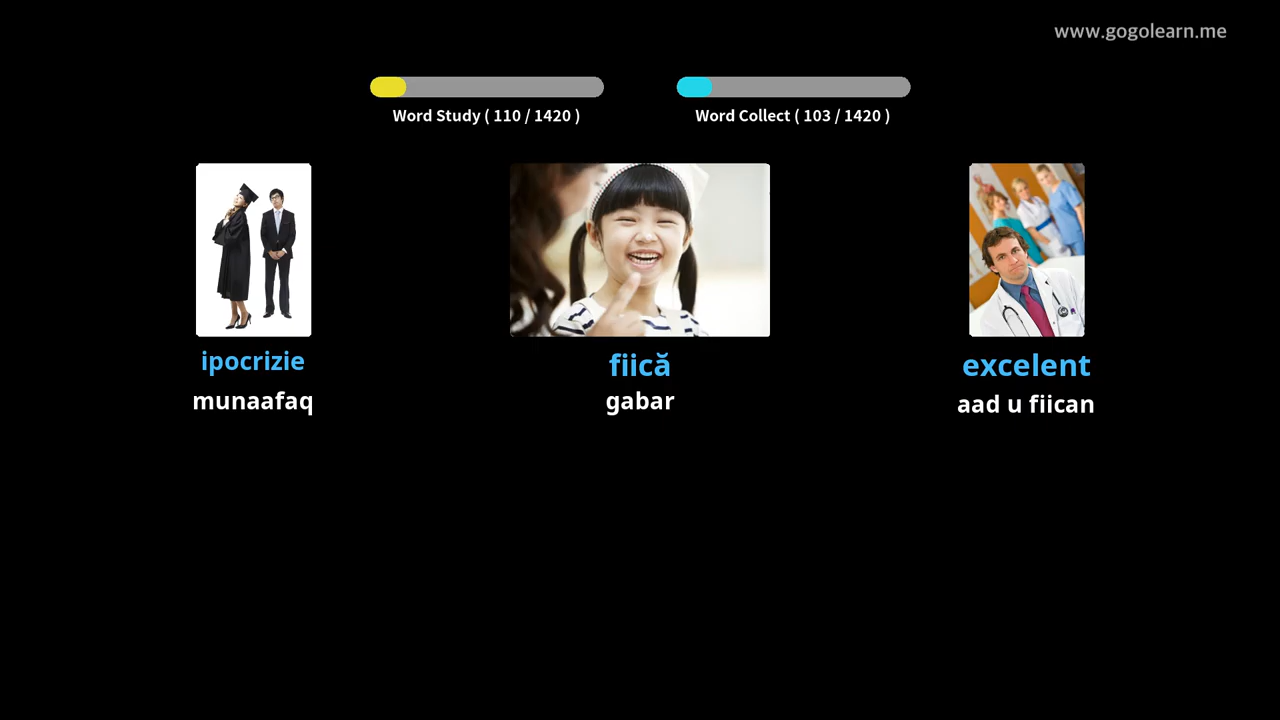 www.gogolearn.me
Word Study ( 110 / 1420 )
Word Collect ( 103 / 1420 )
ipocrizie
munaafaq
fiică
gabar
excelent
aad u fiican